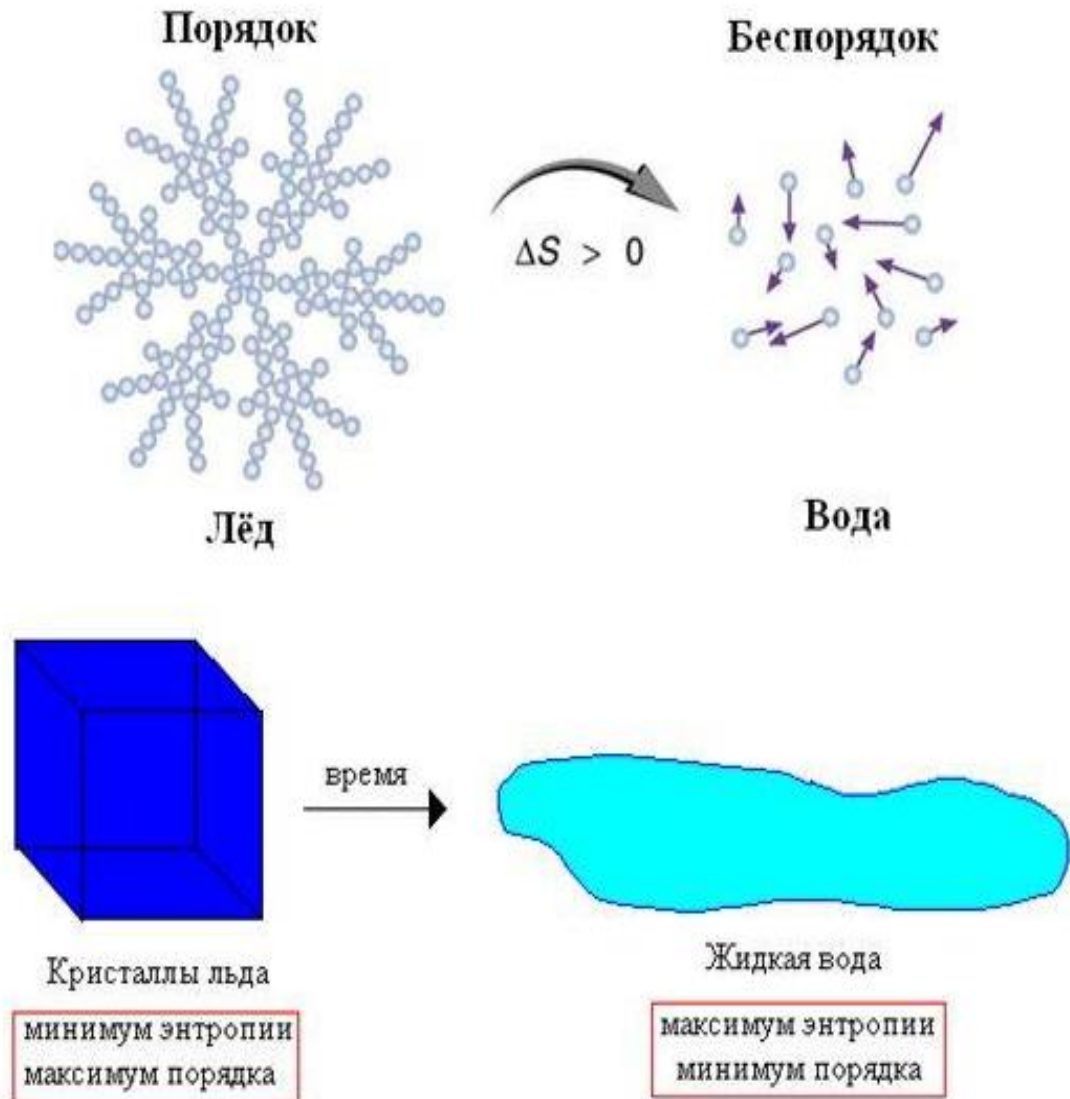 Порядок
Беспорядок
ΔS > 0
Лёд
Вода
время
Кристаллы льда
минимум энтропии
максимум порядка
Жидкая вода
максимум энтропии
минимум порядка